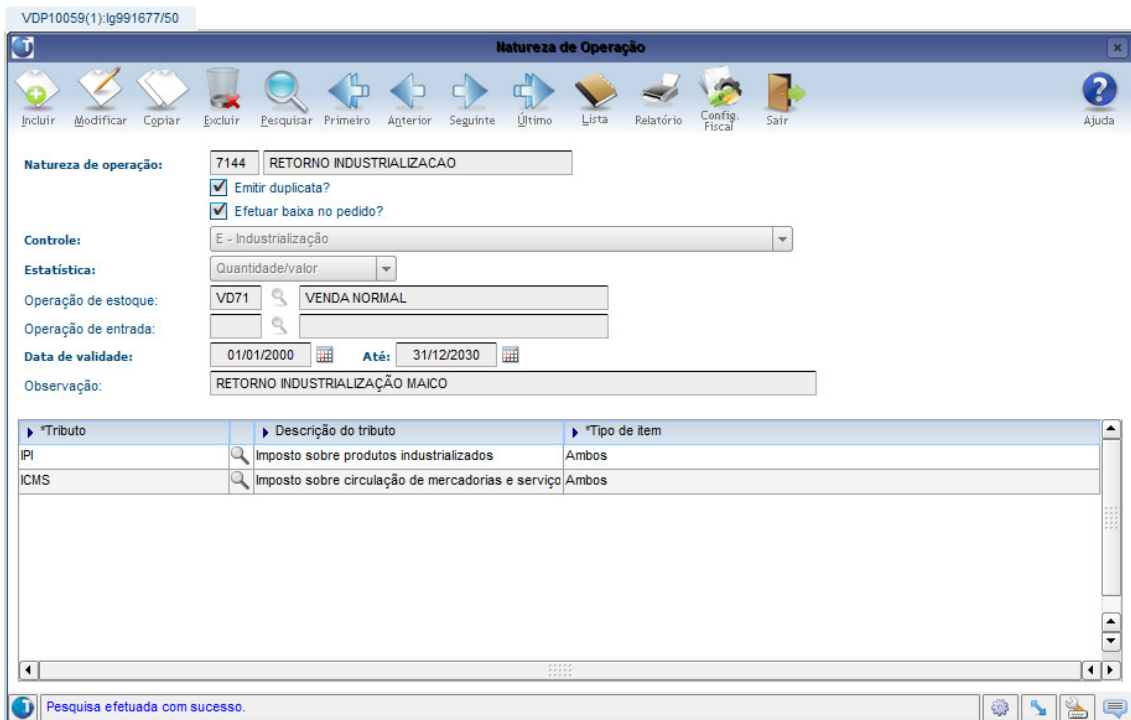 VDP10059(1):lg991677/50
Natureza de Operação
Incluir Modificar Copiar Excluir Pesquisar Primeiro Anterior Seguinte Último Lista Relatório Config. Fiscal Sair Ajuda
Natureza de operação: 7144 RETORNO INDUSTRIALIZACAO
Emitir duplicata?
Efetuar baixa no pedido?
Controle: E - Industrialização
Estatística: Quantidade/valor
Operação de estoque: VD71 VENDA NORMAL
Operação de entrada:
Data de validade: 01/01/2000 Até: 31/12/2030
Observação: RETORNO INDUSTRIALIZAÇÃO MAICO
*Tributo Descrição do tributo *Tipo de item
IPI Imposto sobre produtos industrializados Ambos
ICMS Imposto sobre circulação de mercadorias e serviço Ambos
Pesquisa efetuada com sucesso.